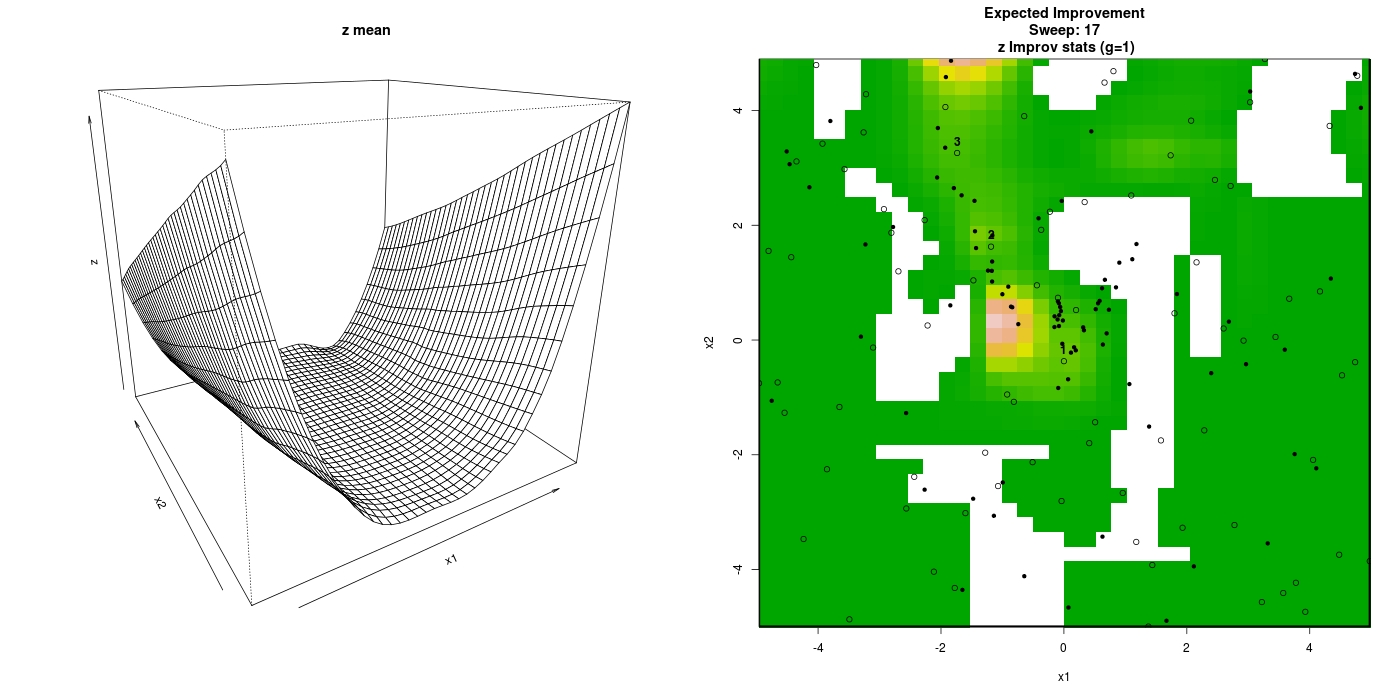 z mean
z
x2
x1
Expected Improvement
Sweep: 17
z Improv stats (g=1)
x2
4
2
0
-2
-4
3
2
1
-4
-2
0
2
4
x1